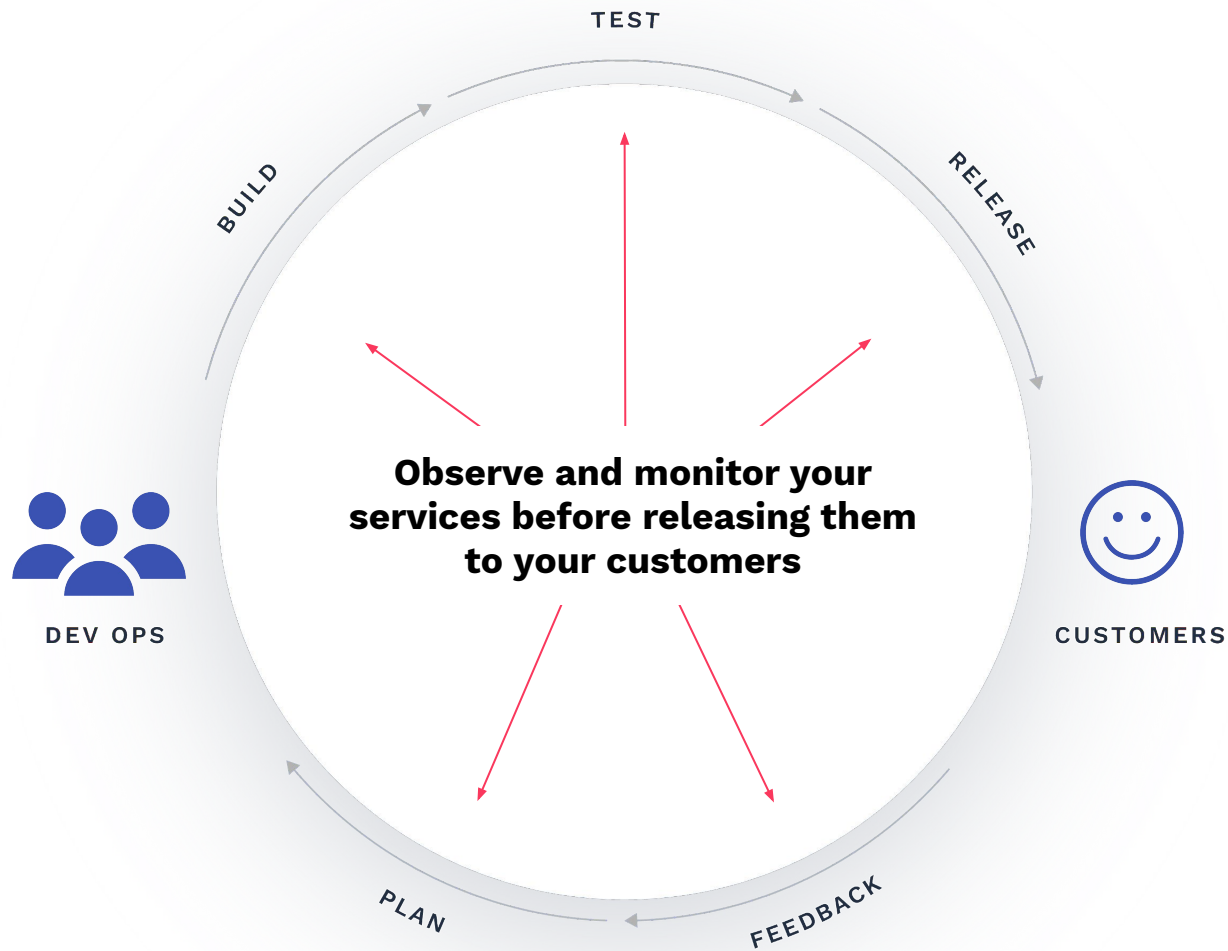 TEST
BUILD
RELEASE
Observe and monitor your
services before releasing them
to your customers
DEV OPS
CUSTOMERS
PLAN
FEEDBACK